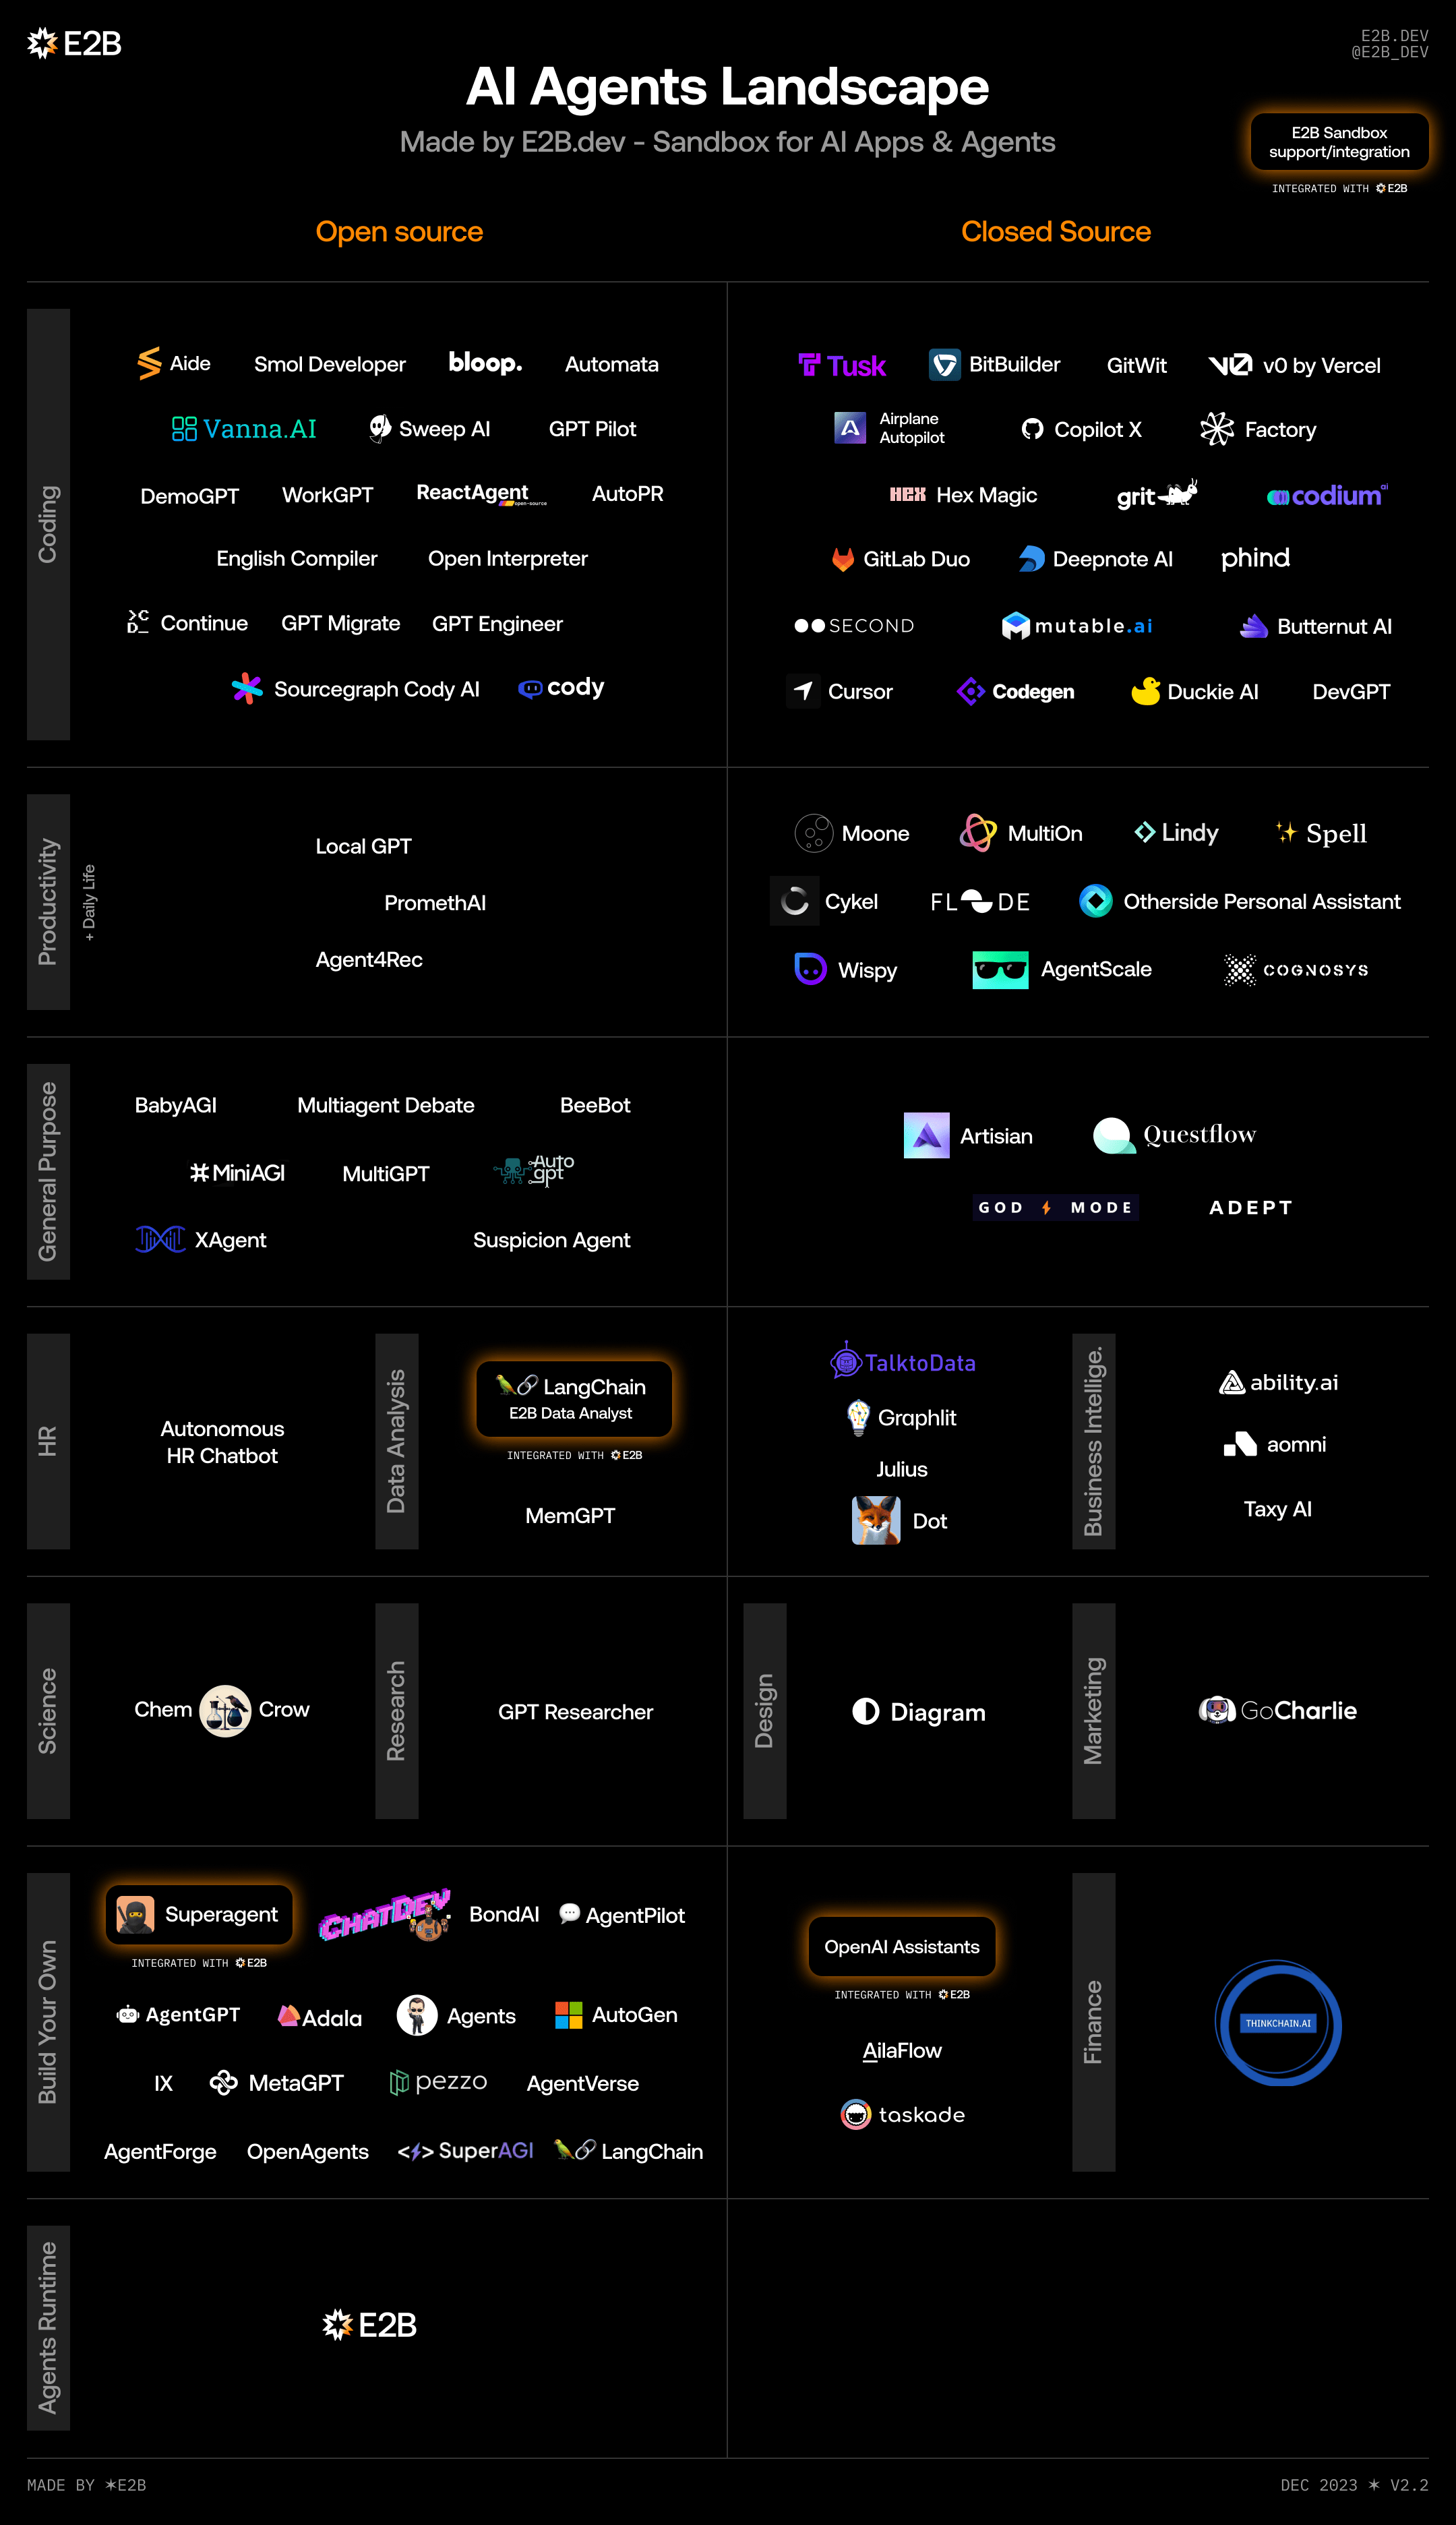 E2B
E2B.DEV
@E2B_DEV
AI Agents Landscape
Made by E2B.dev - Sandbox for AI Apps & Agents
E2B Sandbox
support/integration
INTEGRATED WITH E2B
Open source
Closed Source
Coding
Aide Smol Developer bloop. Automata
Vanna.AI Sweep AI GPT Pilot
DemoGPT WorkGPT ReactAgent AutoPR
open-source
English Compiler Open Interpreter
Continue GPT Migrate GPT Engineer
Sourcegraph Cody AI cody
Tusk BitBuilder GitWit v0 by Vercel
Airplane
Autopilot
Copilot X Factory
HEX Hex Magic grit codium ai
GitLab Duo Deepnote AI phind
SECOND mutable.ai Butternut AI
Cursor Codegen Duckie AI DevGPT
Productivity
+ Daily Life
Local GPT
PromethAI
Agent4Rec
Moone MultiOn Lindy Spell
Cykel FLODE Otherside Personal Assistant
Wispy AgentScale COGNOSYS
General Purpose
BabyAGI Multiagent Debate BeeBot
MiniAGI MultiGPT Auto
gpt
XAgent Suspicion Agent
Artisian Questflow
GOD MODE ADEPT
HR
Autonomous
HR Chatbot
Data Analysis
LangChain
E2B Data Analyst
INTEGRATED WITH E2B
MemGPT
TalktoData
Graphlit
Julius
Dot
Business Intellige.
ability.ai
aomni
Taxy AI
Science
Chem Crow
Research
GPT Researcher
Design
Diagram
Marketing
GoCharlie
Build Your Own
Superagent CHATDEV BondAI AgentPilot
INTEGRATED WITH E2B
AgentGPT Adala Agents AutoGen
IX MetaGPT pezzo AgentVerse
AgentForge OpenAgents SuperAGI LangChain
OpenAI Assistants
INTEGRATED WITH E2B
AilaFlow
taskade
Finance
THINKCHAIN.AI
Agents Runtime
E2B
MADE BY ✶E2B
DEC 2023 ✶ V2.2